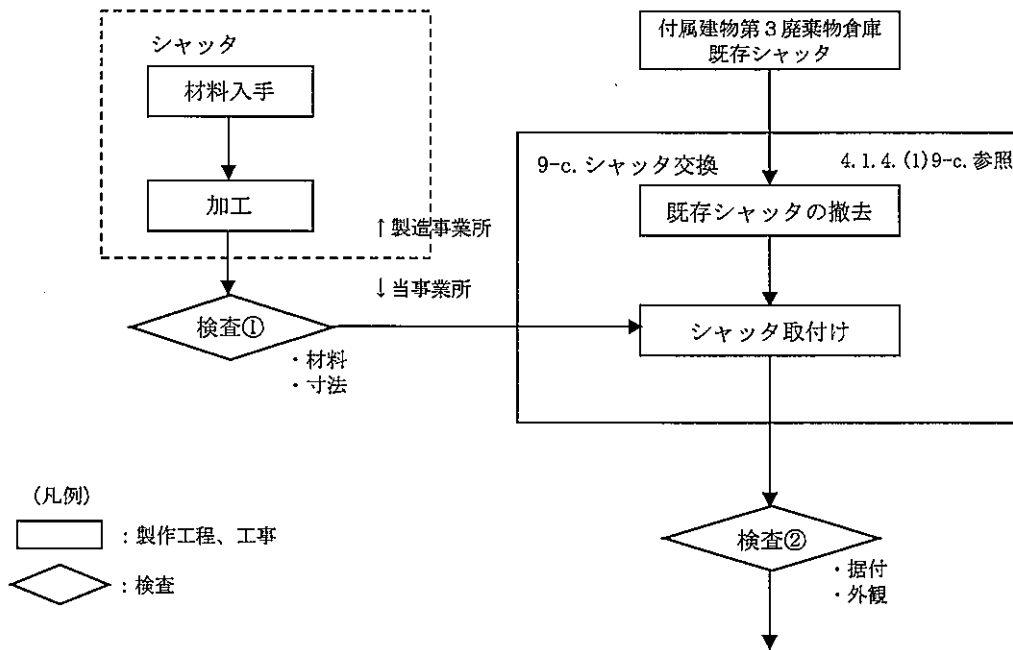 シャッタ
材料入手
加工
↑製造事業所
↓当事業所
検査①
・材料
・寸法
付属建物第3廃棄物倉庫
既存シャッタ
9-c. シャッタ交換
4.1.4. (1)9-c. 参照
既存シャッタの撤去
シャッタ取付け
検査②
・据付
・外観
(凡例)
：製作工程、工事
：検査